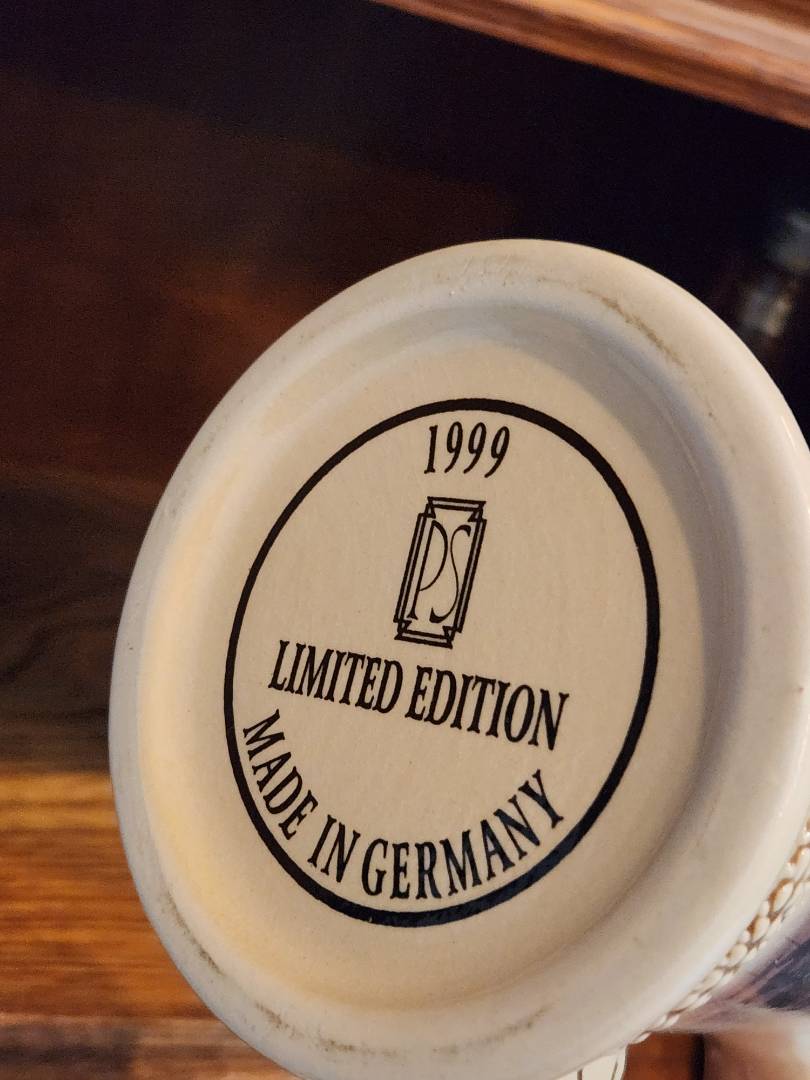 1999
PS
LIMITED EDITION
MADE IN GERMANY